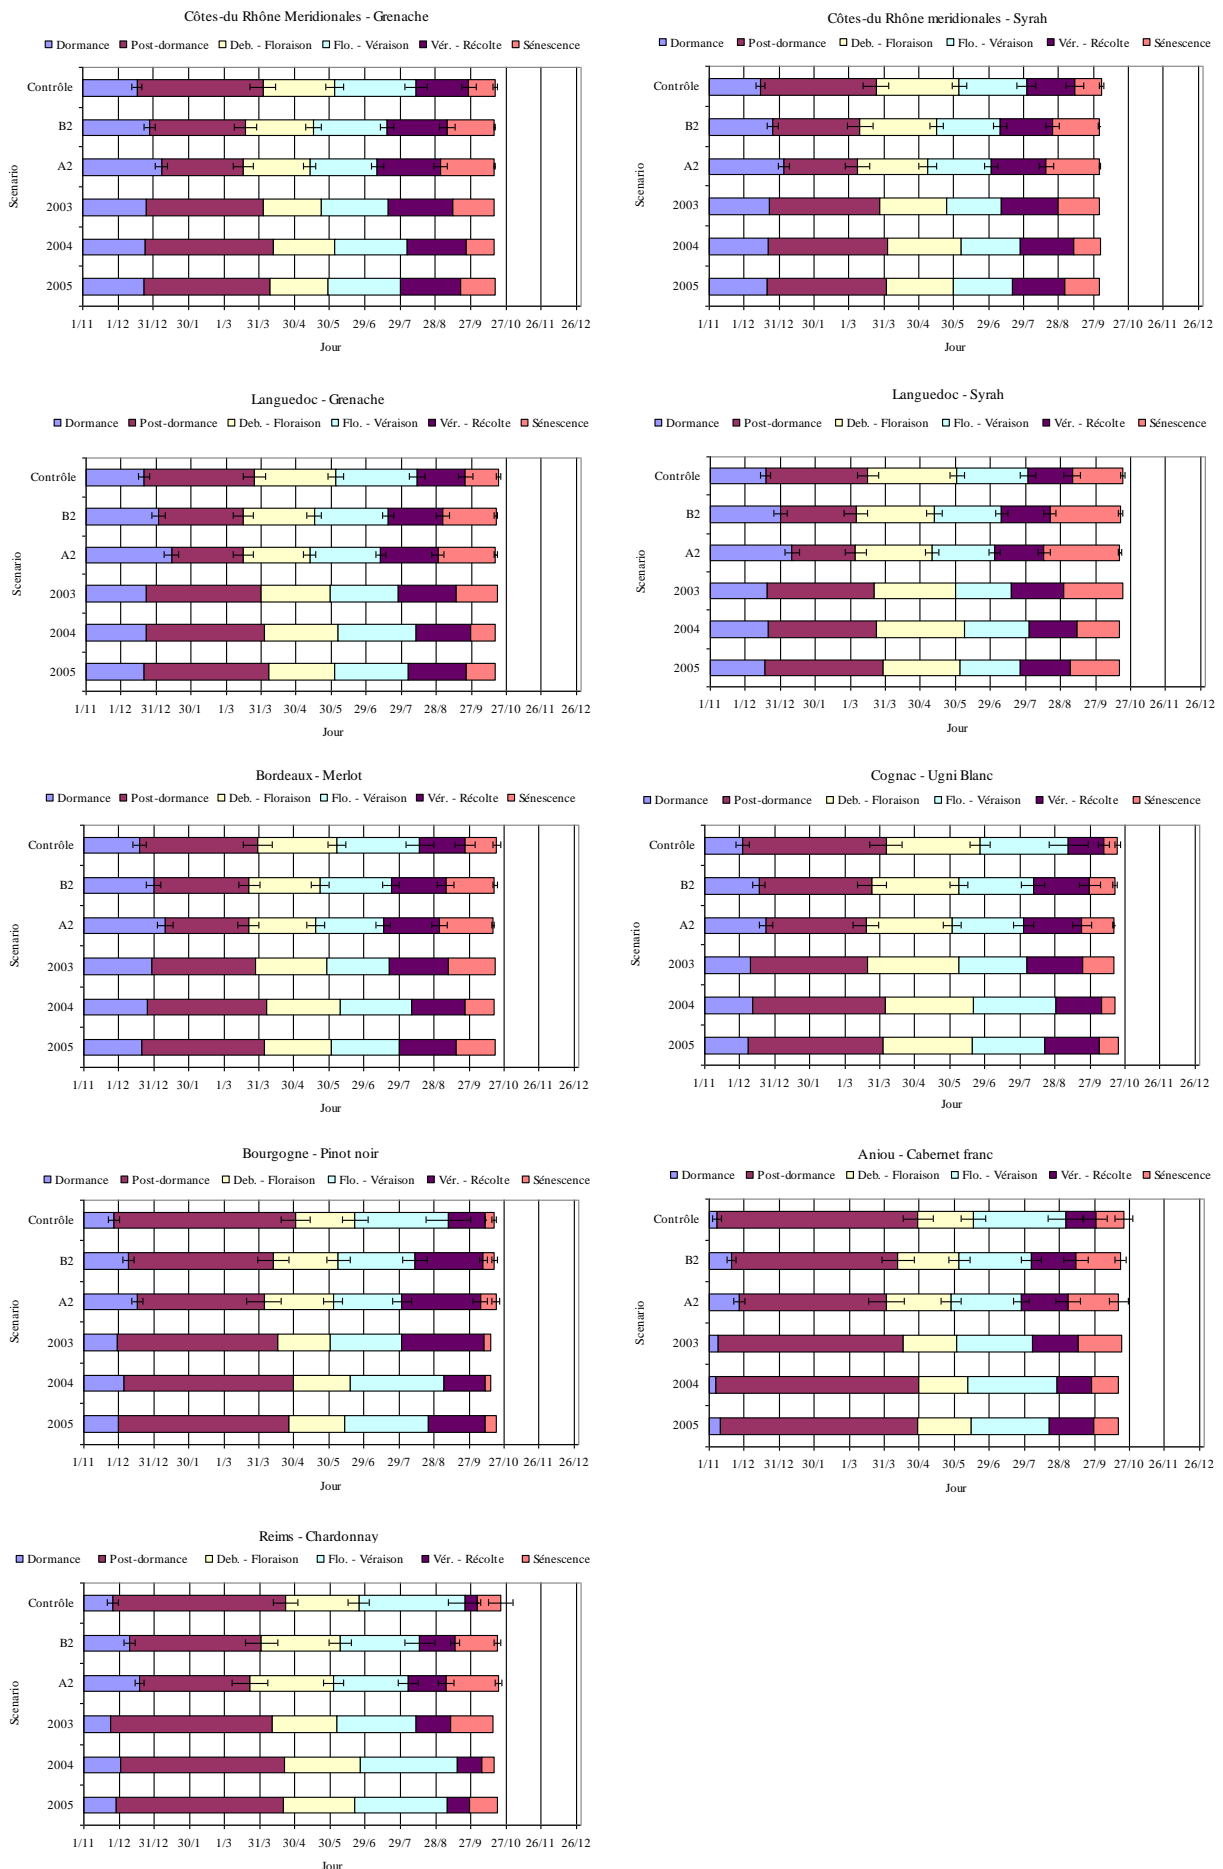 Côtes-du Rhône Meridionales - Grenache
Dormance Post-dormance Deb. - Floraison Flo. - Véraison Vér. - Récolte Sénescence
Scenario
Contrôle
B2
A2
2003
2004
2005
1/11 1/12 31/12 30/1 1/3 31/3 30/4 30/5 29/6 29/7 28/8 27/9 27/10 26/11 26/12
Jour
Côtes-du Rhône meridionales - Syrah
Dormance Post-dormance Deb. - Floraison Flo. - Véraison Vér. - Récolte Sénescence
Scenario
Contrôle
B2
A2
2003
2004
2005
1/11 1/12 31/12 30/1 1/3 31/3 30/4 30/5 29/6 29/7 28/8 27/9 27/10 26/11 26/12
Jour
Languedoc - Grenache
Dormance Post-dormance Deb. - Floraison Flo. - Véraison Vér. - Récolte Sénescence
Scenario
Contrôle
B2
A2
2003
2004
2005
1/11 1/12 31/12 30/1 1/3 31/3 30/4 30/5 29/6 29/7 28/8 27/9 27/10 26/11 26/12
Jour
Languedoc - Syrah
Dormance Post-dormance Deb. - Floraison Flo. - Véraison Vér. - Récolte Sénescence
Scenario
Contrôle
B2
A2
2003
2004
2005
1/11 1/12 31/12 30/1 1/3 31/3 30/4 30/5 29/6 29/7 28/8 27/9 27/10 26/11 26/12
Jour
Bordeaux - Merlot
Dormance Post-dormance Deb. - Floraison Flo. - Véraison Vér. - Récolte Sénescence
Scenario
Contrôle
B2
A2
2003
2004
2005
1/11 1/12 31/12 30/1 1/3 31/3 30/4 30/5 29/6 29/7 28/8 27/9 27/10 26/11 26/12
Jour
Cognac - Ugni Blanc
Dormance Post-dormance Deb. - Floraison Flo. - Véraison Vér. - Récolte Sénescence
Scenario
Contrôle
B2
A2
2003
2004
2005
1/11 1/12 31/12 30/1 1/3 31/3 30/4 30/5 29/6 29/7 28/8 27/9 27/10 26/11 26/12
Jour
Bourgogne - Pinot noir
Dormance Post-dormance Deb. - Floraison Flo. - Véraison Vér. - Récolte Sénescence
Scenario
Contrôle
B2
A2
2003
2004
2005
1/11 1/12 31/12 30/1 1/3 31/3 30/4 30/5 29/6 29/7 28/8 27/9 27/10 26/11 26/12
Jour
Anjou - Cabernet franc
Dormance Post-dormance Deb. - Floraison Flo. - Véraison Vér. - Récolte Sénescence
Scenario
Contrôle
B2
A2
2003
2004
2005
1/11 1/12 31/12 30/1 1/3 31/3 30/4 30/5 29/6 29/7 28/8 27/9 27/10 26/11 26/12
Jour
Reims - Chardonnay
Dormance Post-dormance Deb. - Floraison Flo. - Véraison Vér. - Récolte Sénescence
Scenario
Contrôle
B2
A2
2003
2004
2005
1/11 1/12 31/12 30/1 1/3 31/3 30/4 30/5 29/6 29/7 28/8 27/9 27/10 26/11 26/12
Jour